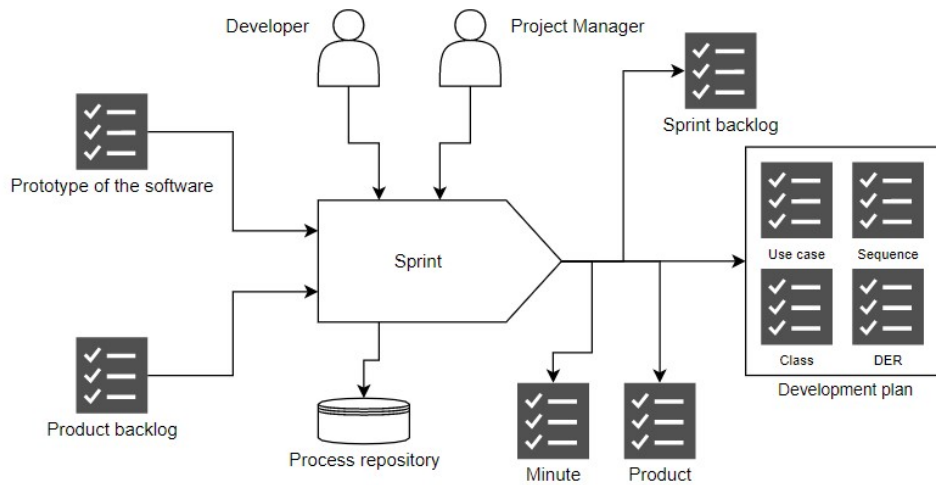 Developer
Project Manager
Sprint backlog
Prototype of the software
Sprint
Use case
Sequence
Class
DER
Development plan
Product backlog
Process repository
Minute
Product